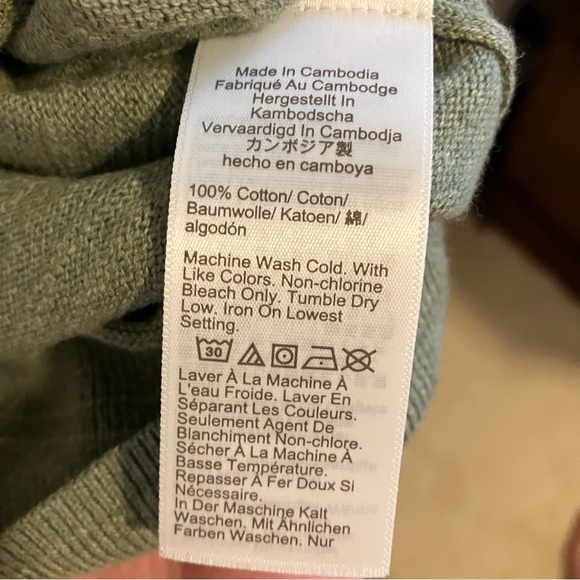 Made In Cambodia
Fabriqué Au Cambodge
Hergestellt In
Kambodscha
Vervaardigd In Cambodja
カンボジア製
hecho en camboya
100% Cotton/ Coton/
Baumwolle/ Katoen/ 綿/
algodón
Machine Wash Cold. With
Like Colors. Non-chlorine
Bleach Only. Tumble Dry
Low. Iron On Lowest
Setting.
30
Laver À La Machine À
L'eau Froide. Laver En
Séparant Les Couleurs.
Seulement Agent De
Blanchiment Non-chlore.
Sécher À La Machine À
Basse Température.
Repasser À Fer Doux Si
Nécessaire.
In Der Maschine Kalt
Waschen. Mit Ähnlichen
Farben Waschen. Nur